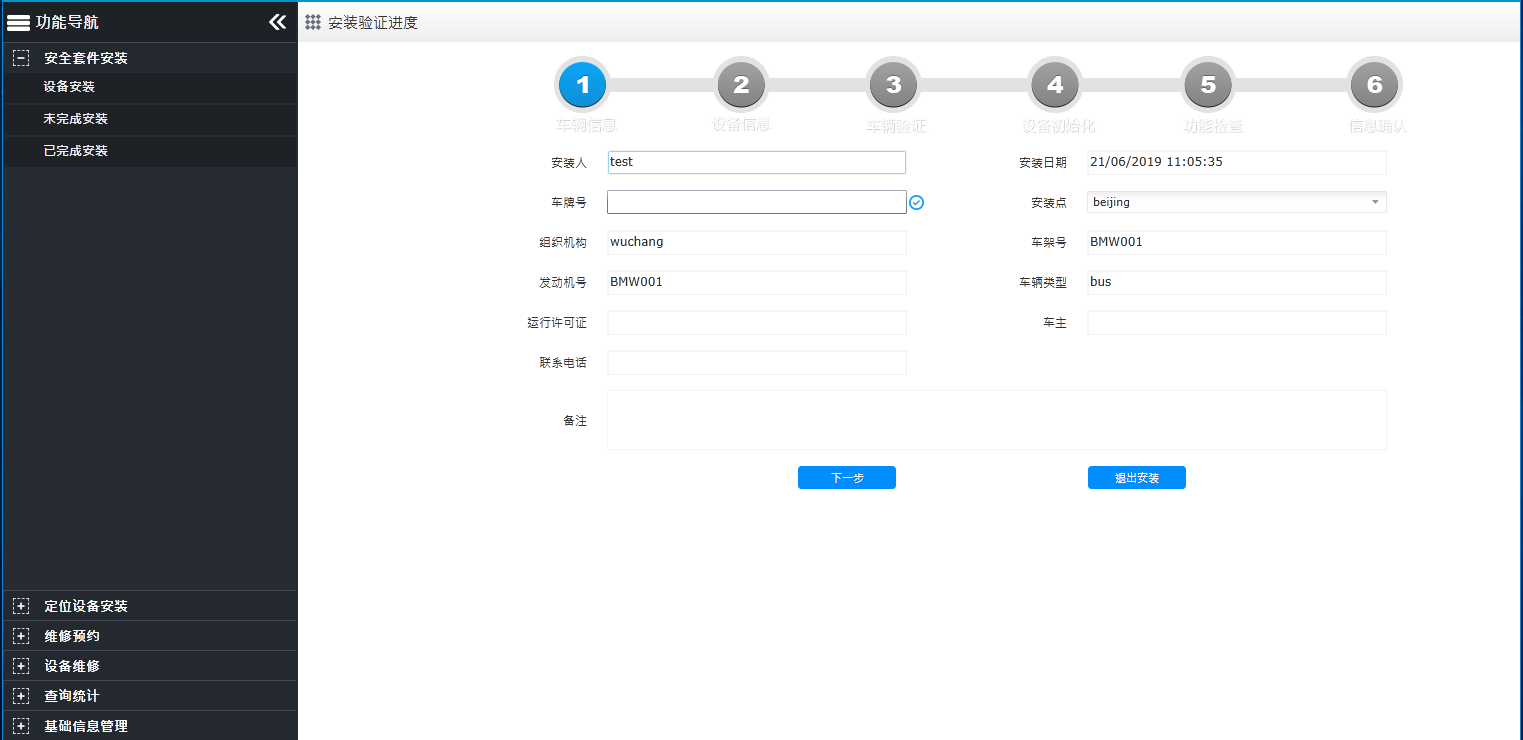 功能导航
安全套件安装
设备安装
未完成安装
已完成安装
定位设备安装
维修预约
设备维修
查询统计
基础信息管理
安装验证进度
1 2 3 4 5 6
车辆信息 设备信息 车辆验证 设备初始化 功能检查 信息确认
安装人 test 安装日期 21/06/2019 11:05:35
车牌号 安装点 beijing
组织机构 wuchang 车架号 BMW001
发动机号 BMW001 车辆类型 bus
运行许可证 车主
联系电话
备注
下一步 退出安装